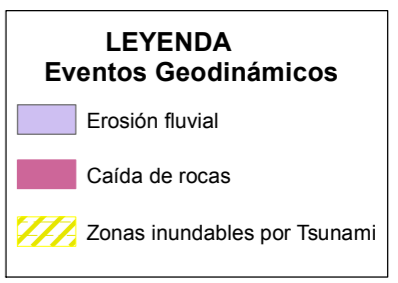 LEYENDA
Eventos Geodinámicos
Erosión fluvial
Caída de rocas
Zonas inundables por Tsunami